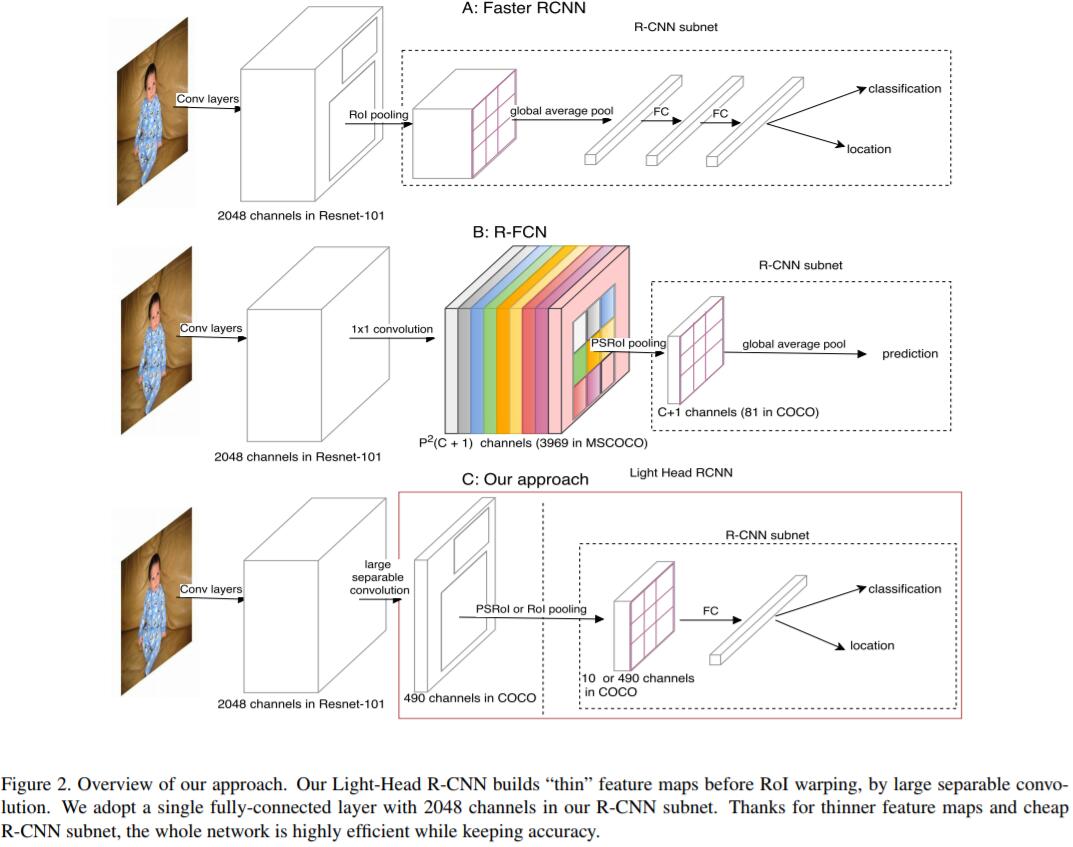 A: Faster RCNN
R-CNN subnet
Conv layers
RoI pooling
global average pool
FC
FC
classification
location
2048 channels in Resnet-101
B: R-FCN
R-CNN subnet
Conv layers
1x1 convolution
PSRoI pooling
global average pool
prediction
C+1 channels (81 in COCO)
P²(C + 1) channels (3969 in MSCOCO)
2048 channels in Resnet-101
C: Our approach
Light Head RCNN
R-CNN subnet
Conv layers
large
separable
convolution
PSRoI or RoI pooling
FC
classification
location
10 or 490 channels
in COCO
490 channels in COCO
2048 channels in Resnet-101
Figure 2. Overview of our approach. Our Light-Head R-CNN builds “thin” feature maps before RoI warping, by large separable convo-
lution. We adopt a single fully-connected layer with 2048 channels in our R-CNN subnet. Thanks for thinner feature maps and cheap
R-CNN subnet, the whole network is highly efficient while keeping accuracy.